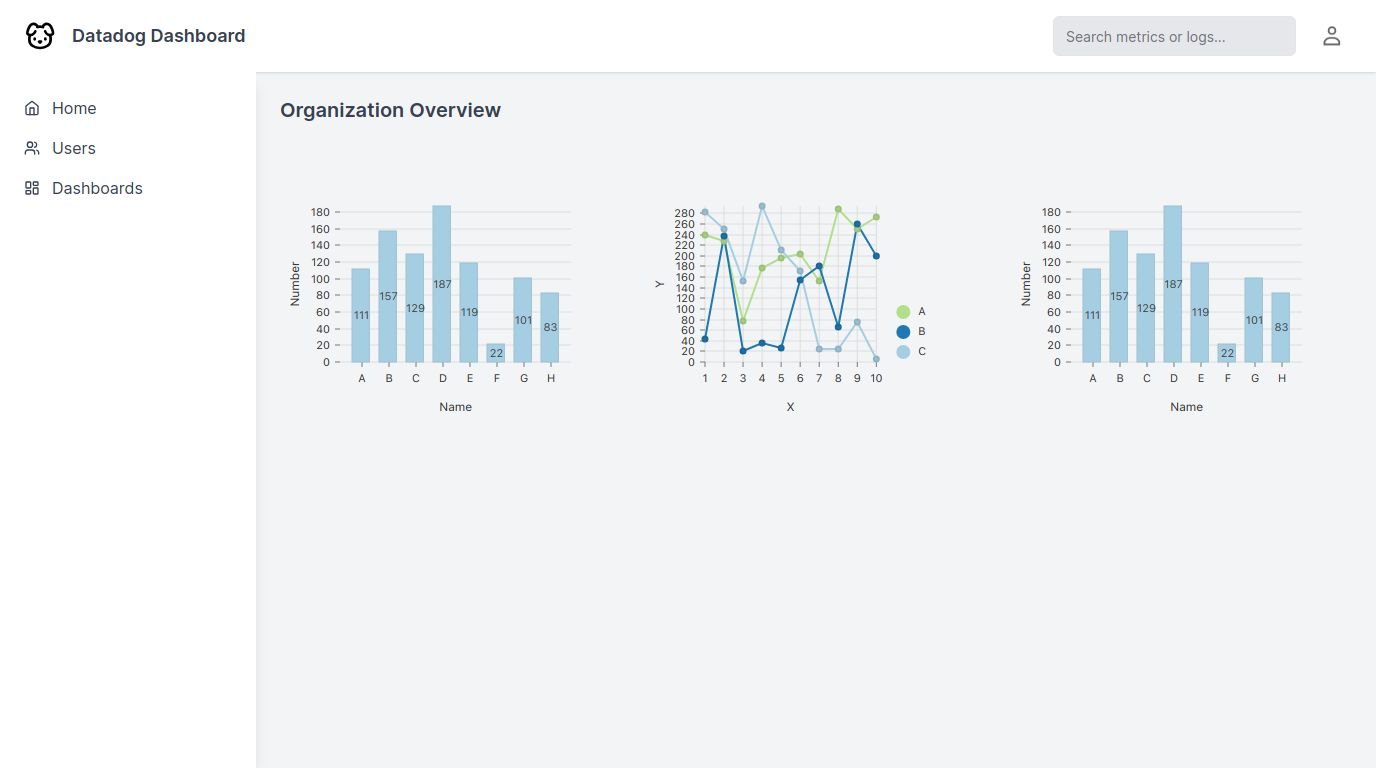 Datadog Dashboard
Search metrics or logs...
Home
Users
Dashboards
Organization Overview
Number
180
160
140
120
100
80
60
40
20
0
111
157
129
187
119
22
101
83
A B C D E F G H
Name
Y
280
260
240
220
200
180
160
140
120
100
80
60
40
20
0
1 2 3 4 5 6 7 8 9 10
X
A
B
C
Number
180
160
140
120
100
80
60
40
20
0
111
157
129
187
119
22
101
83
A B C D E F G H
Name